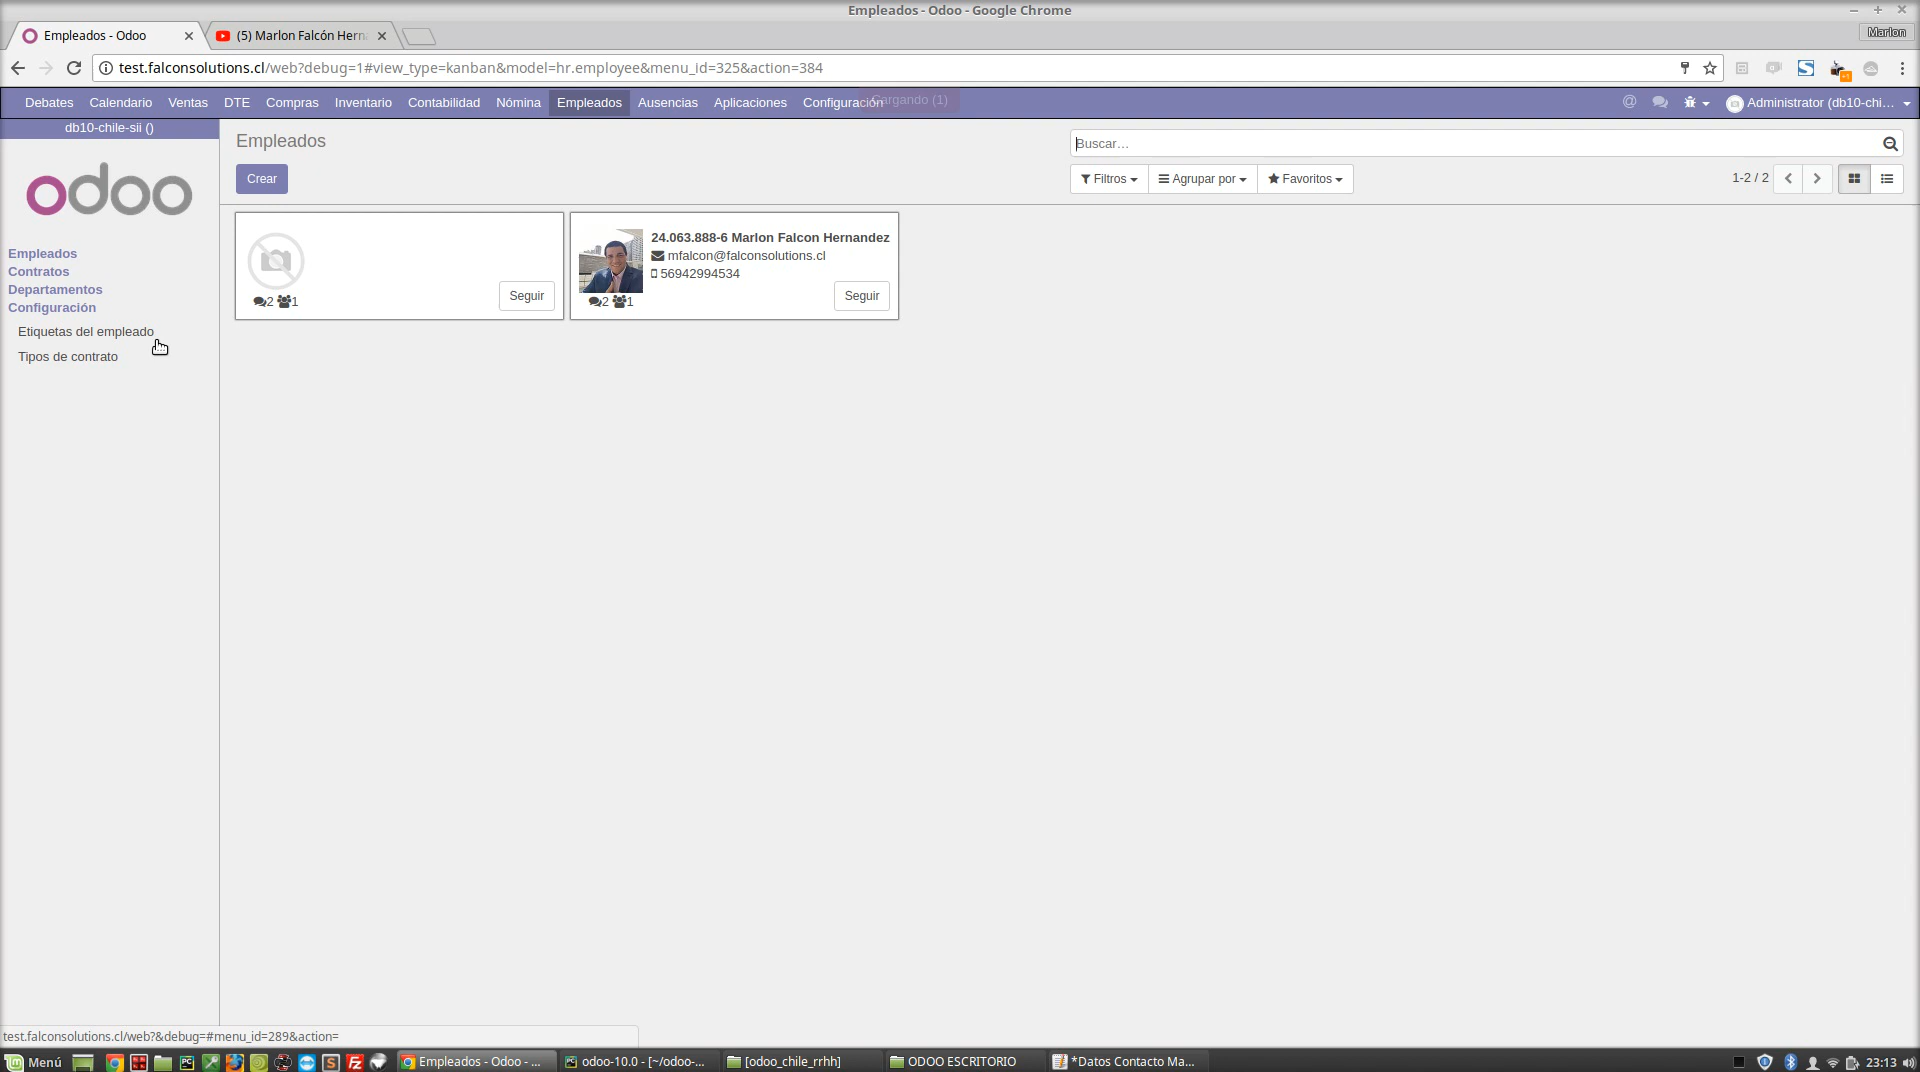 Empleados - Odoo - Google Chrome
Empleados - Odoo
(5) Marlon Falcón Hern
Marlon
test.falconsolutions.cl/web?debug=1#view_type=kanban&model=hr.employee&menu_id=325&action=384
Debates Calendario Ventas DTE Compras Inventario Contabilidad Nómina Empleados Ausencias Aplicaciones Configuración Cargando (1) @ Administrator (db10-chi...
db10-chile-sii ()
odoo
Empleados
Contratos
Departamentos
Configuración
Etiquetas del empleado
Tipos de contrato
Empleados
Buscar...
Crear
Filtros Agrupar por Favoritos
1-2 / 2
2 1
Seguir
24.063.888-6 Marlon Falcon Hernandez
mfalcon@falconsolutions.cl
56942994534
2 1
Seguir
test.falconsolutions.cl/web?&debug=#menu_id=289&action=
Menú Empleados - Odoo - ... odoo-10.0 - [~/odoo-... [odoo_chile_rrhh] ODOO ESCRITORIO *Datos Contacto Ma... 23:13